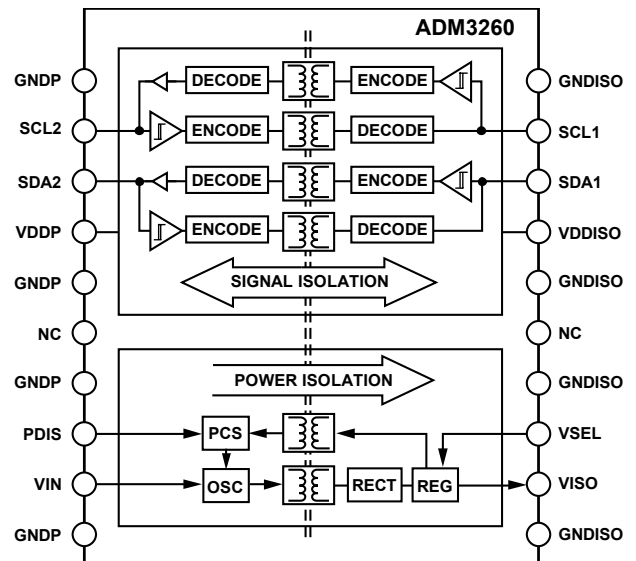 ADM3260
GNDP
DECODE
ENCODE
GNDISO
SCL2
ENCODE
DECODE
SCL1
SDA2
DECODE
ENCODE
SDA1
VDDP
ENCODE
DECODE
VDDISO
GNDP
SIGNAL ISOLATION
GNDISO
NC
NC
GNDP
POWER ISOLATION
GNDISO
PDIS
PCS
VSEL
VIN
OSC
RECT
REG
VISO
GNDP
GNDISO